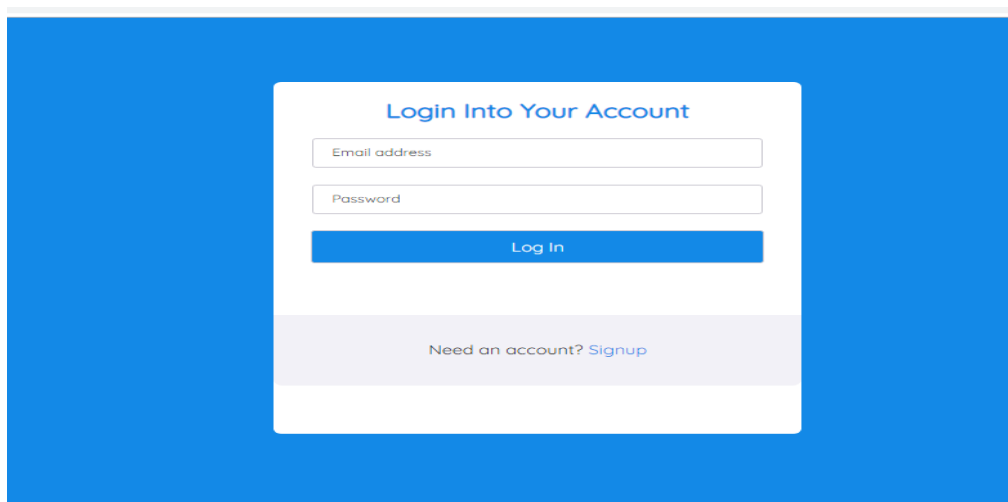 Login Into Your Account
Email address
Password
Log In
Need an account? Signup